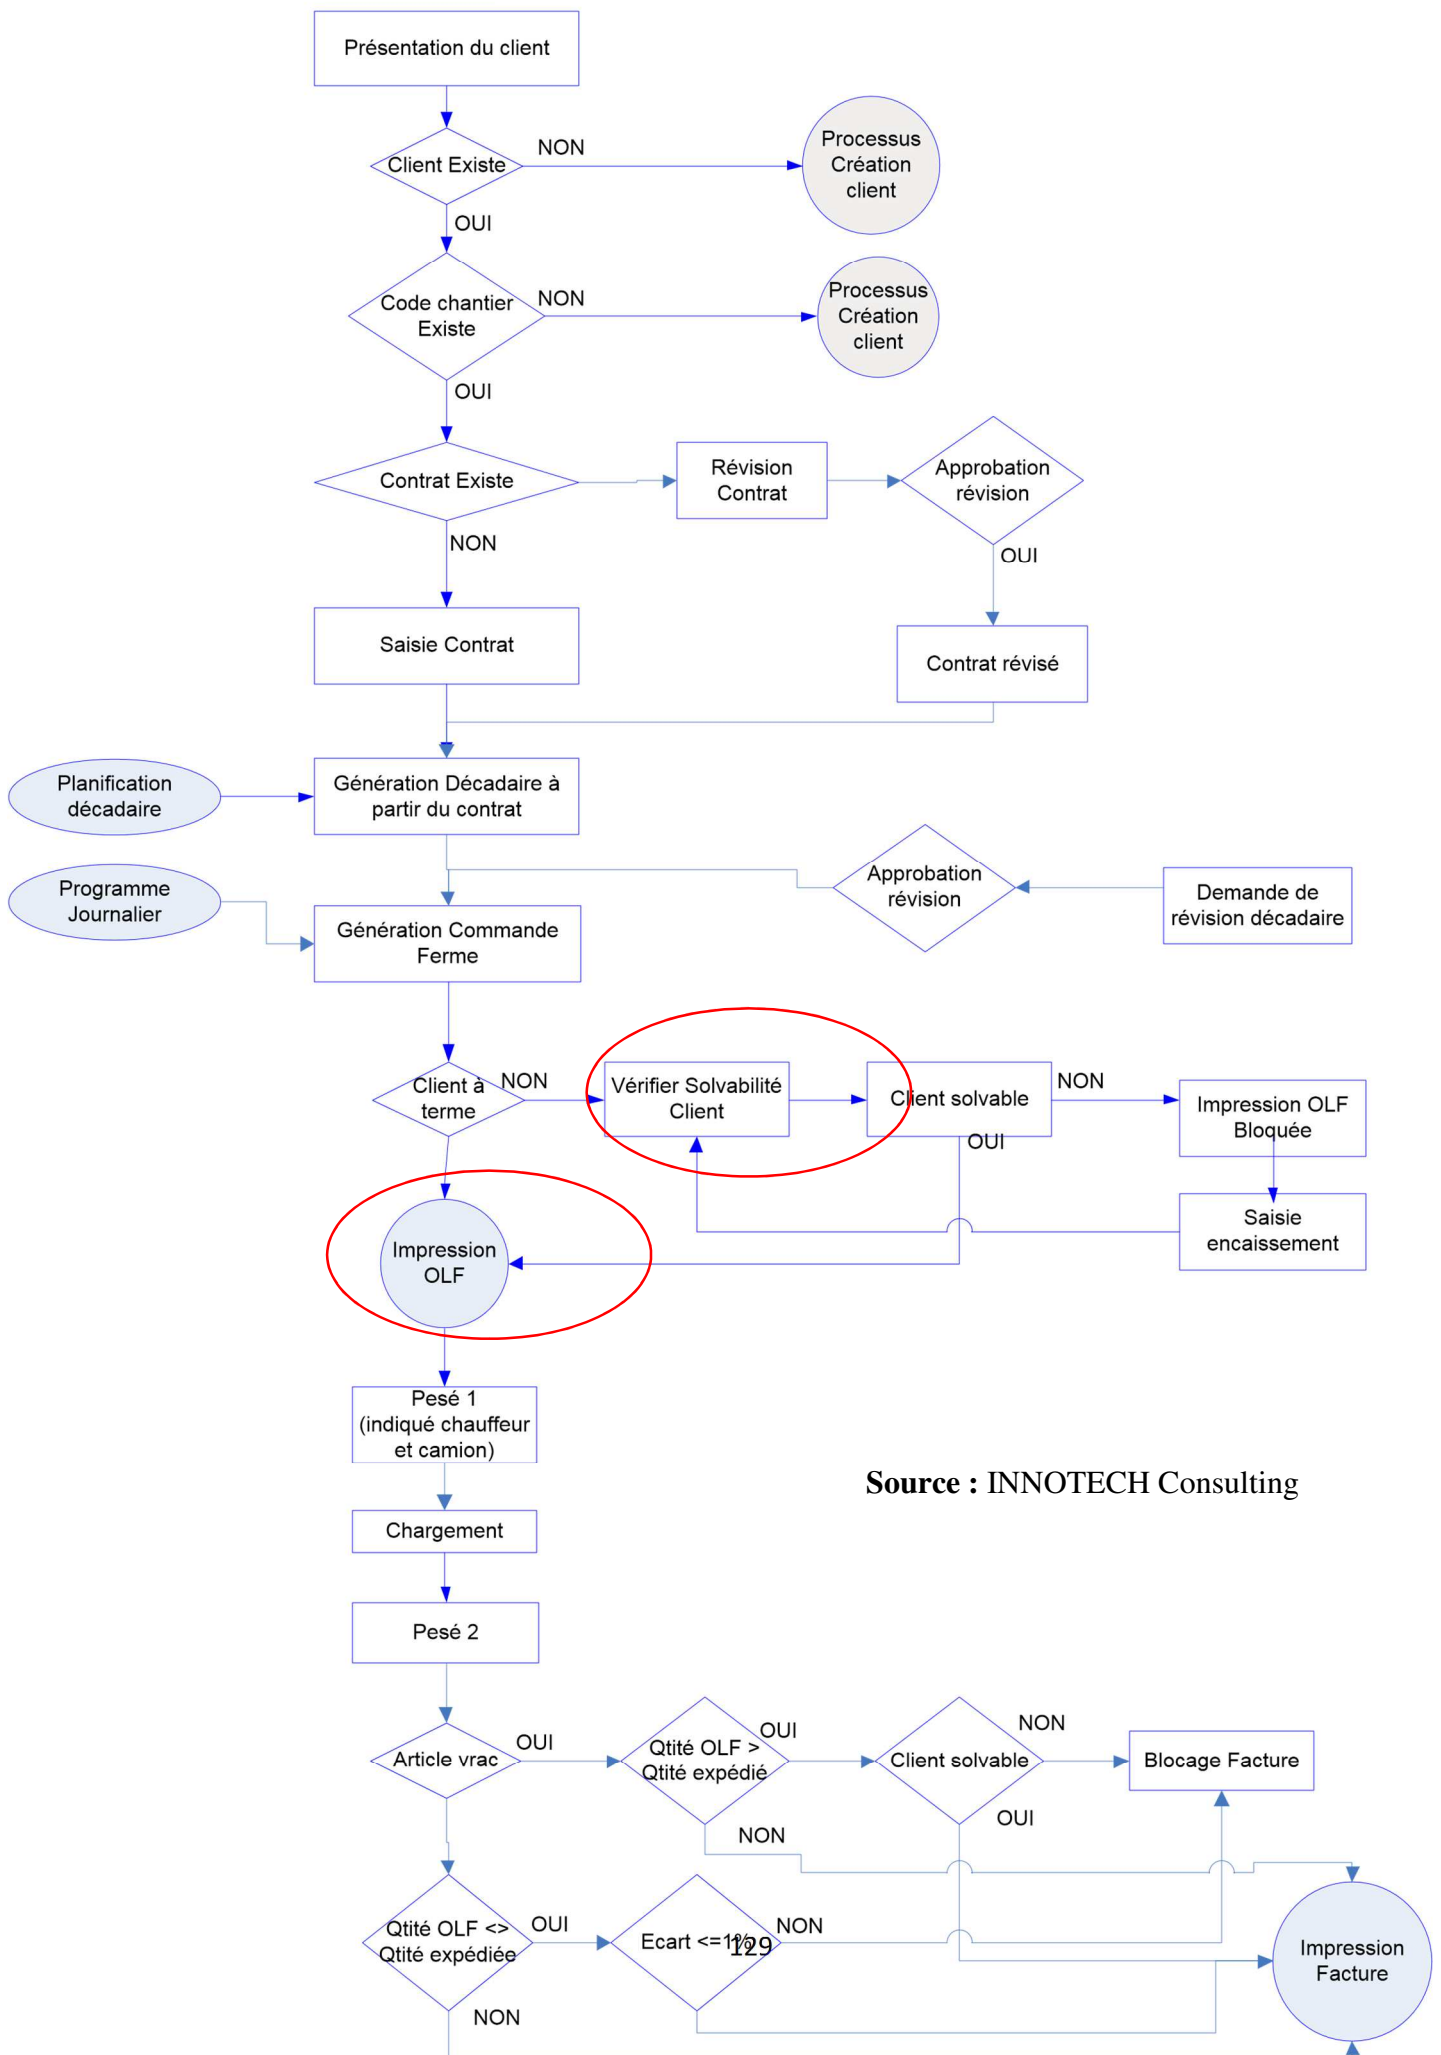 Présentation du client
Client Existe
NON
Processus
Création
client
OUI
Code chantier
Existe
NON
Processus
Création
client
OUI
Contrat Existe
Révision
Contrat
Approbation
révision
NON
OUI
Saisie Contrat
Contrat révisé
Planification
décadaire
Génération Décadaire à
partir du contrat
Programme
Journalier
Approbation
révision
Demande de
révision décadaire
Génération Commande
Ferme
Client à
terme
NON
Vérifier Solvabilité
Client
Client solvable
NON
Impression OLF
Bloquée
OUI
Saisie
encaissement
Impression
OLF
Pesé 1
(indiqué chauffeur
et camion)
Source : INNOTECH Consulting
Chargement
Pesé 2
Article vrac
OUI
Qtité OLF >
Qtité expédié
OUI
Client solvable
NON
Blocage Facture
NON
OUI
Qtité OLF <>
Qtité expédiée
OUI
Ecart <=1%
129
NON
Impression
Facture
NON